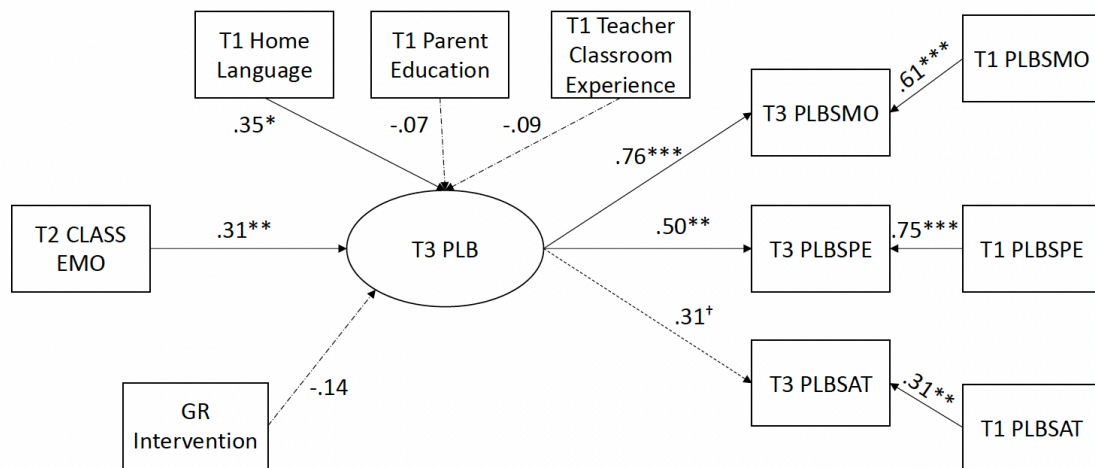 T1 Home
Language
T1 Parent
Education
T1 Teacher
Classroom
Experience
T3 PLBSMO
.61***
T1 PLBSMO
.35*
-.07
-.09
.76***
T2 CLASS
EMO
.31**
T3 PLB
.50**
T3 PLBSPE
.75***
T1 PLBSPE
.31†
T3 PLBSAT
.31**
T1 PLBSAT
-.14
GR
Intervention